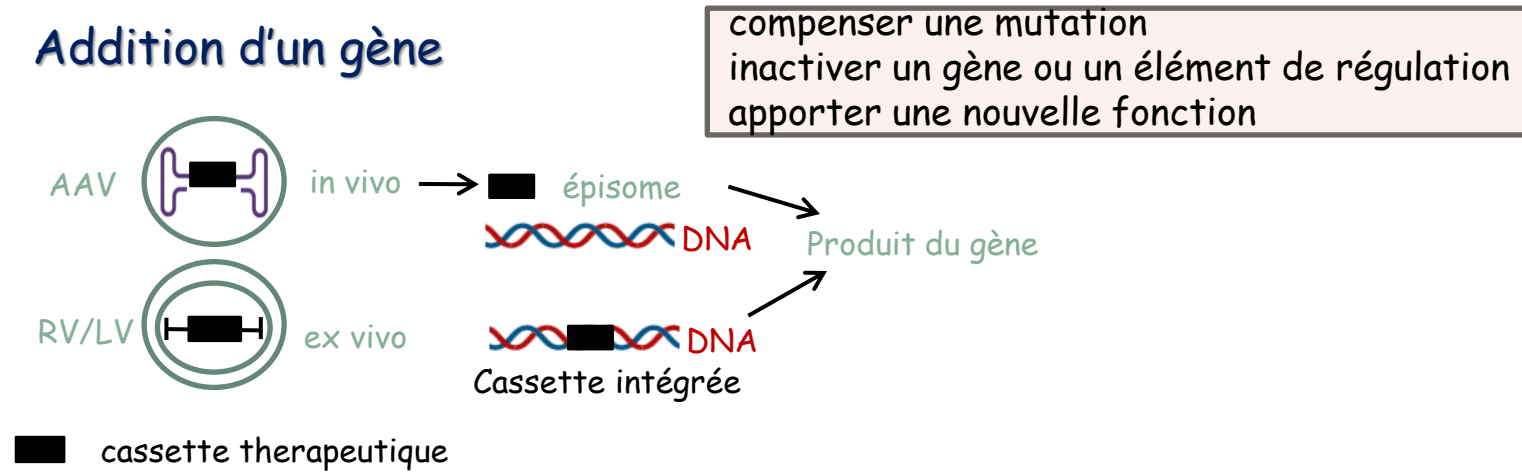 Addition d'un gène
compenser une mutation
inactiver un gène ou un élément de régulation
apporter une nouvelle fonction
AAV
in vivo
épisome
DNA
Produit du gène
RV/LV
ex vivo
DNA
Cassette intégrée
cassette therapeutique